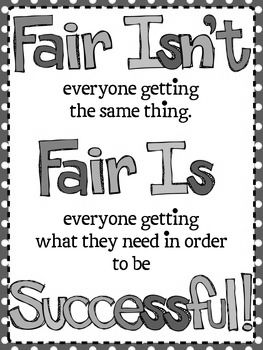 Fair Isn't
everyone getting
the same thing.
Fair Is
everyone getting
what they need in order
to be
Successful!